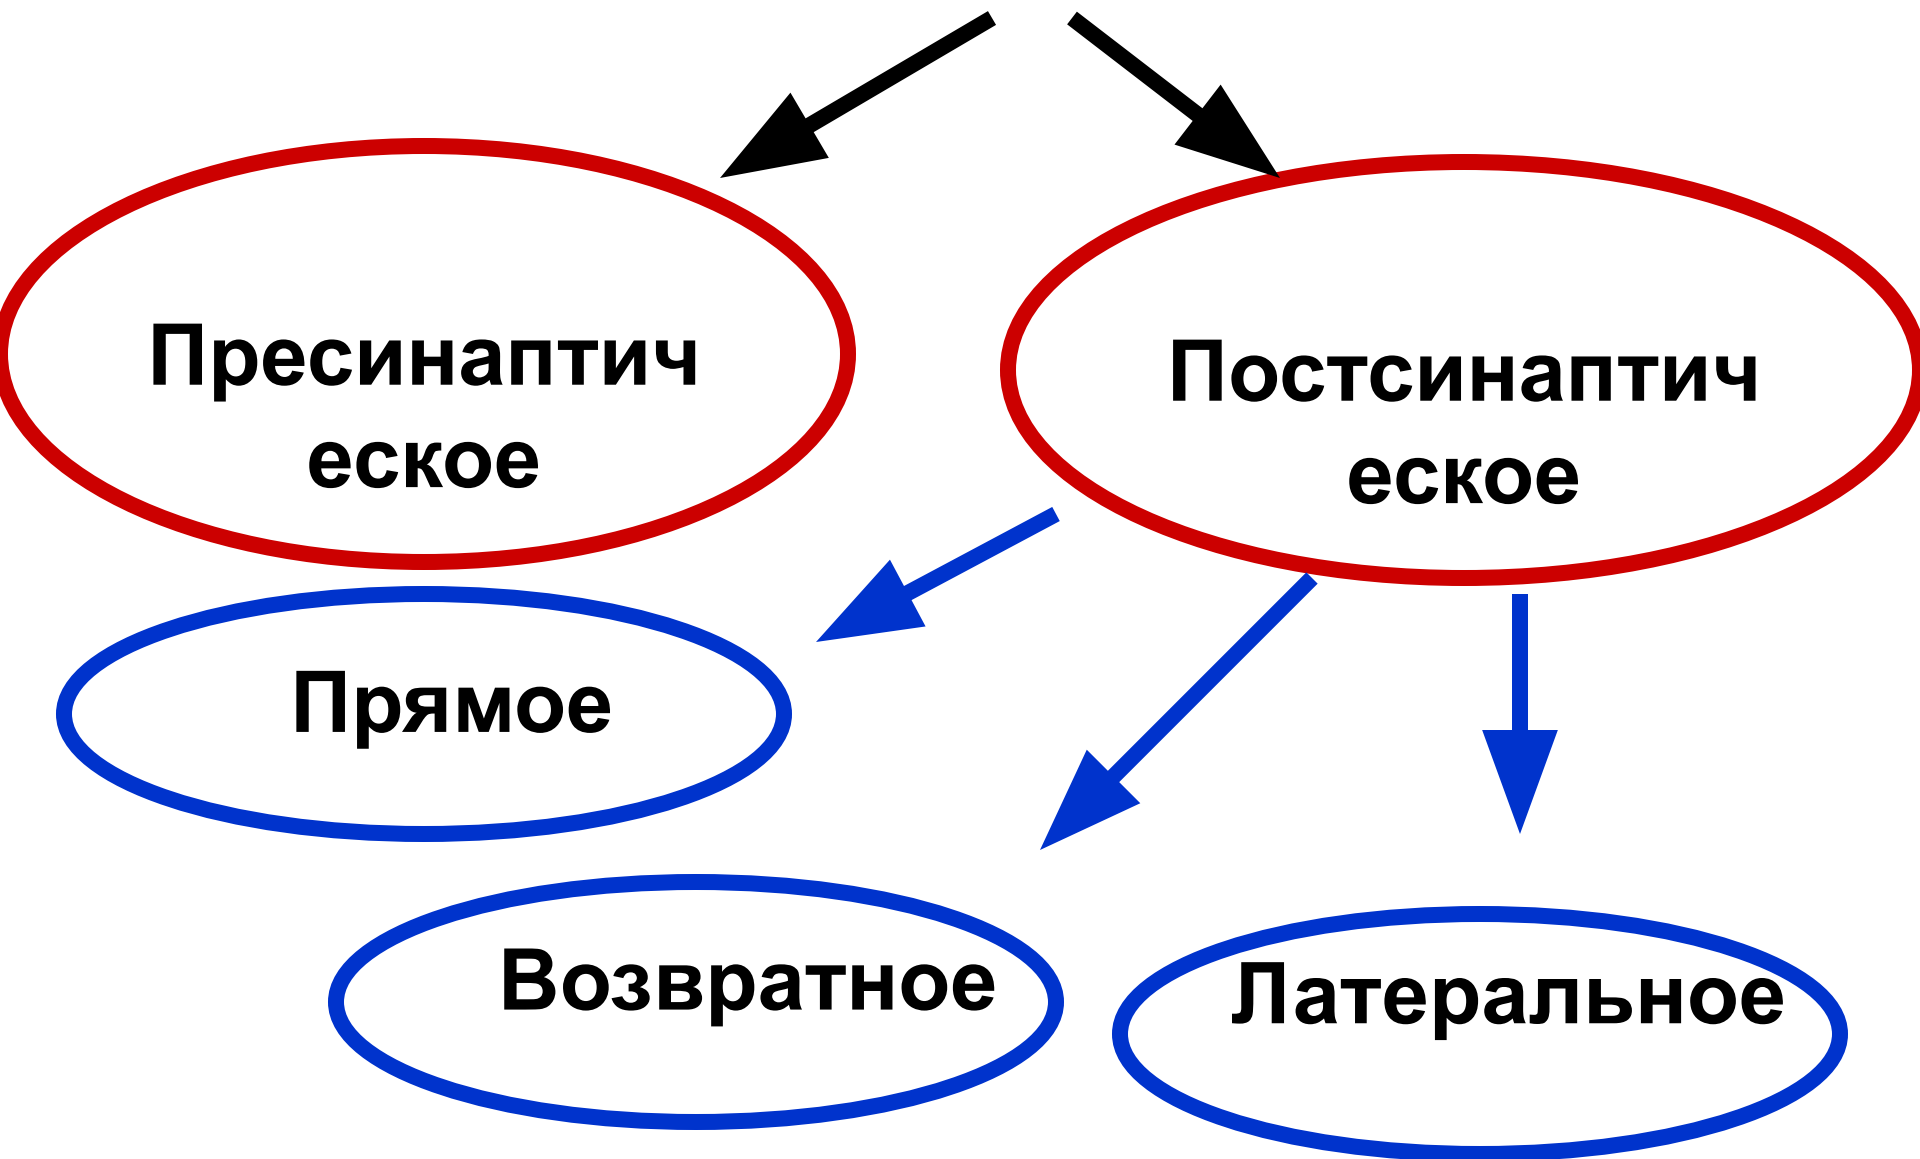 Пресинаптич
еское
Постсинаптич
еское
Прямое
Возвратное
Латеральное